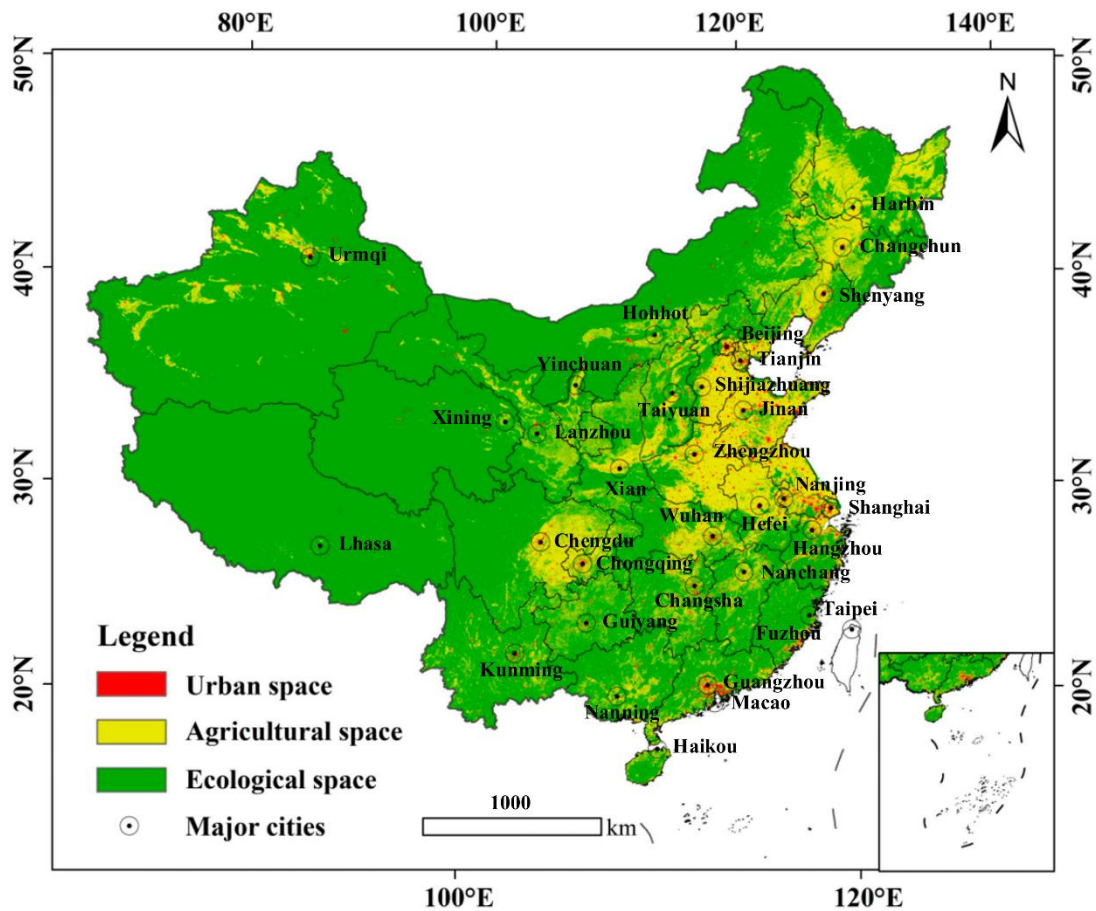 80°E 100°E 120°E 140°E
50°N 50°N
N
Harbin
Changchun
Urmqi
40°N 40°N
Shenyang
Hohhot
Beijing
Tianjin
Yinchuan
Shijiazhuang
Taiyuan
Jinan
Xining
Lanzhou
Zhengzhou
Xian
30°N 30°N
Nanjing
Shanghai
Wuhan
Hefei
Hangzhou
Chengdu
Lhasa
Chongqing
Nanchang
Changsha
Taipei
Guiyang
Fuzhou
Legend
Kunming
Urban space
Guangzhou
20°N 20°N
Nanning
Macao
Agricultural space
Haikou
Ecological space
1000
Major cities
km
100°E 120°E